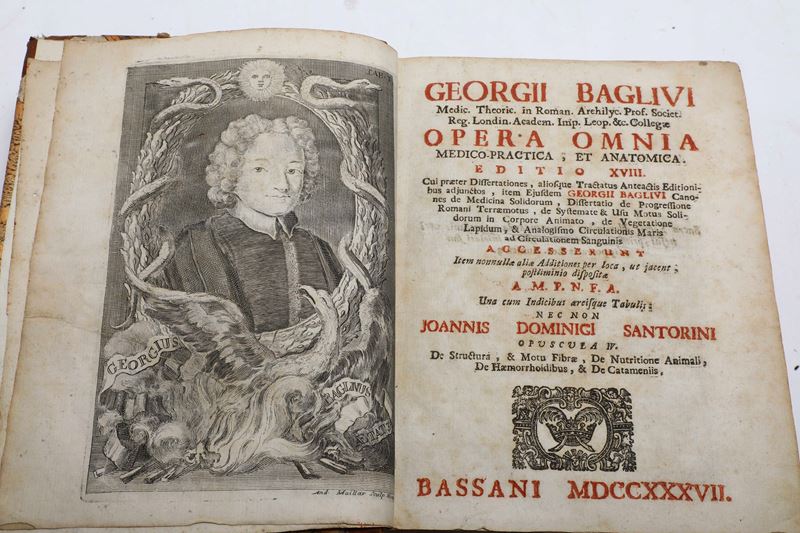 TAB.
GEORGIUS
BAGLIVIUS
And. Maillar Sculp.
GEORGII BAGLIVI
Medic. Theoric. in Roman. Archilyc. Prof. Societ.
Reg. Londin. Academ. Imp. Leop. &c. Collegæ
OPERA OMNIA
MEDICO-PRACTICA, ET ANATOMICA.
EDITIO XVIII.
Cui præter Dissertationes, aliosque Tractatus Anteactis Editioni-
bus adjunctos, item Ejusdem GEORGII BAGLIVI Cano-
nes de Medicina Solidorum, Dissertatio de Progressione
Romani Terræmotus, de Systemate & Usu Motus Soli-
dorum in Corpore Animato, de Vegetatione
Lapidum, & Analogismo Circulationis Maris
ad Circulationem Sanguinis
ACCESSERUNT
Item nonnullæ aliæ Additiones per loca, ut jacent,
postliminio dispositæ
A. M. P. N. F. A.
Una cum Indicibus æreisque Tabulis;
NEC NON
JOANNIS DOMINICI SANTORINI
OPUSCULA IV.
De Structura, & Motu Fibræ, De Nutritione Animali,
De Hæmorrhoidibus, & De Catameniis.
BASSANI MDCCXXXVII.